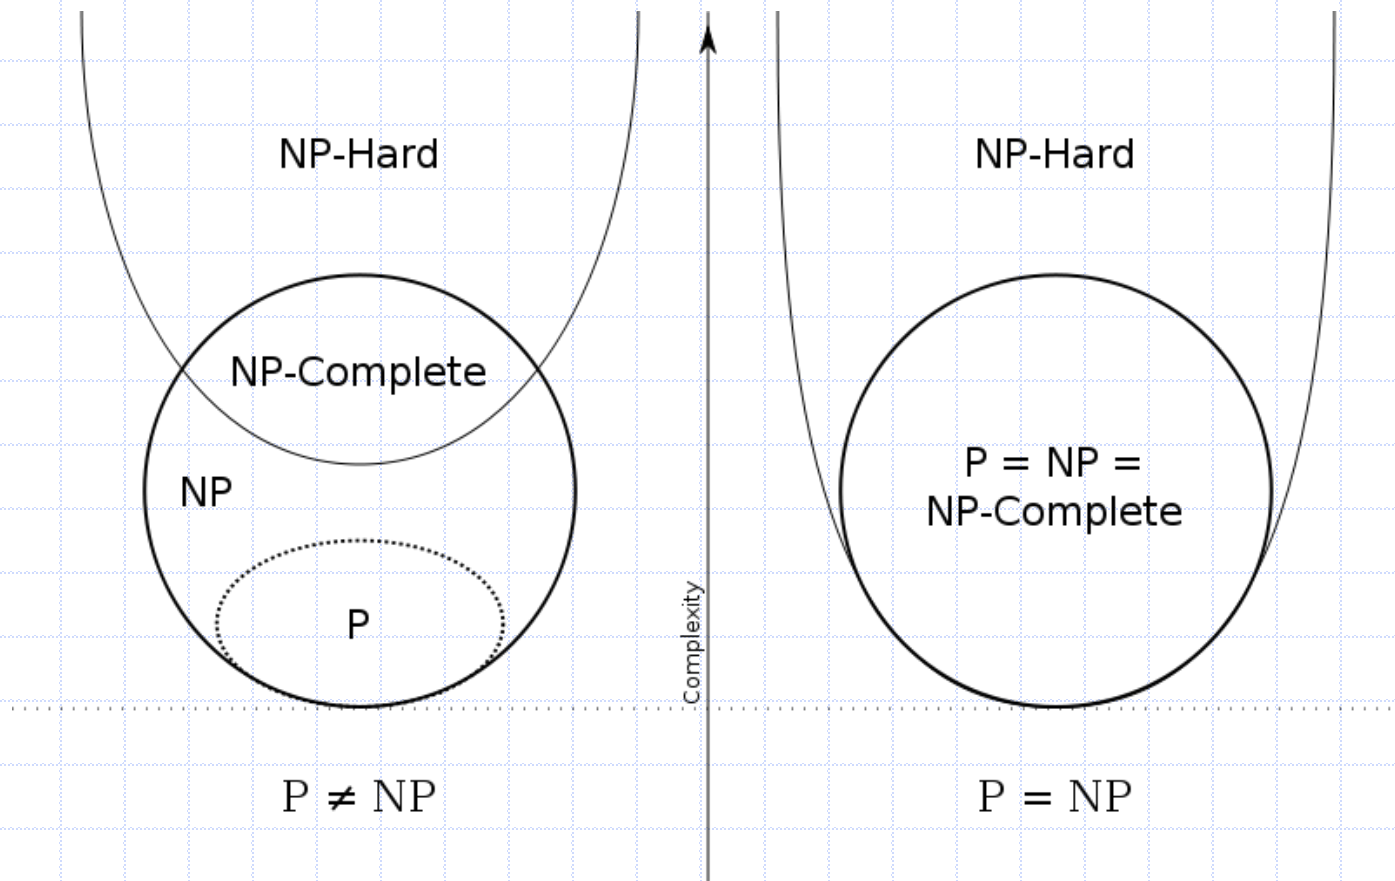 NP-Hard
NP-Complete
NP
P
P ≠ NP
Complexity
NP-Hard
P = NP =
NP-Complete
P = NP